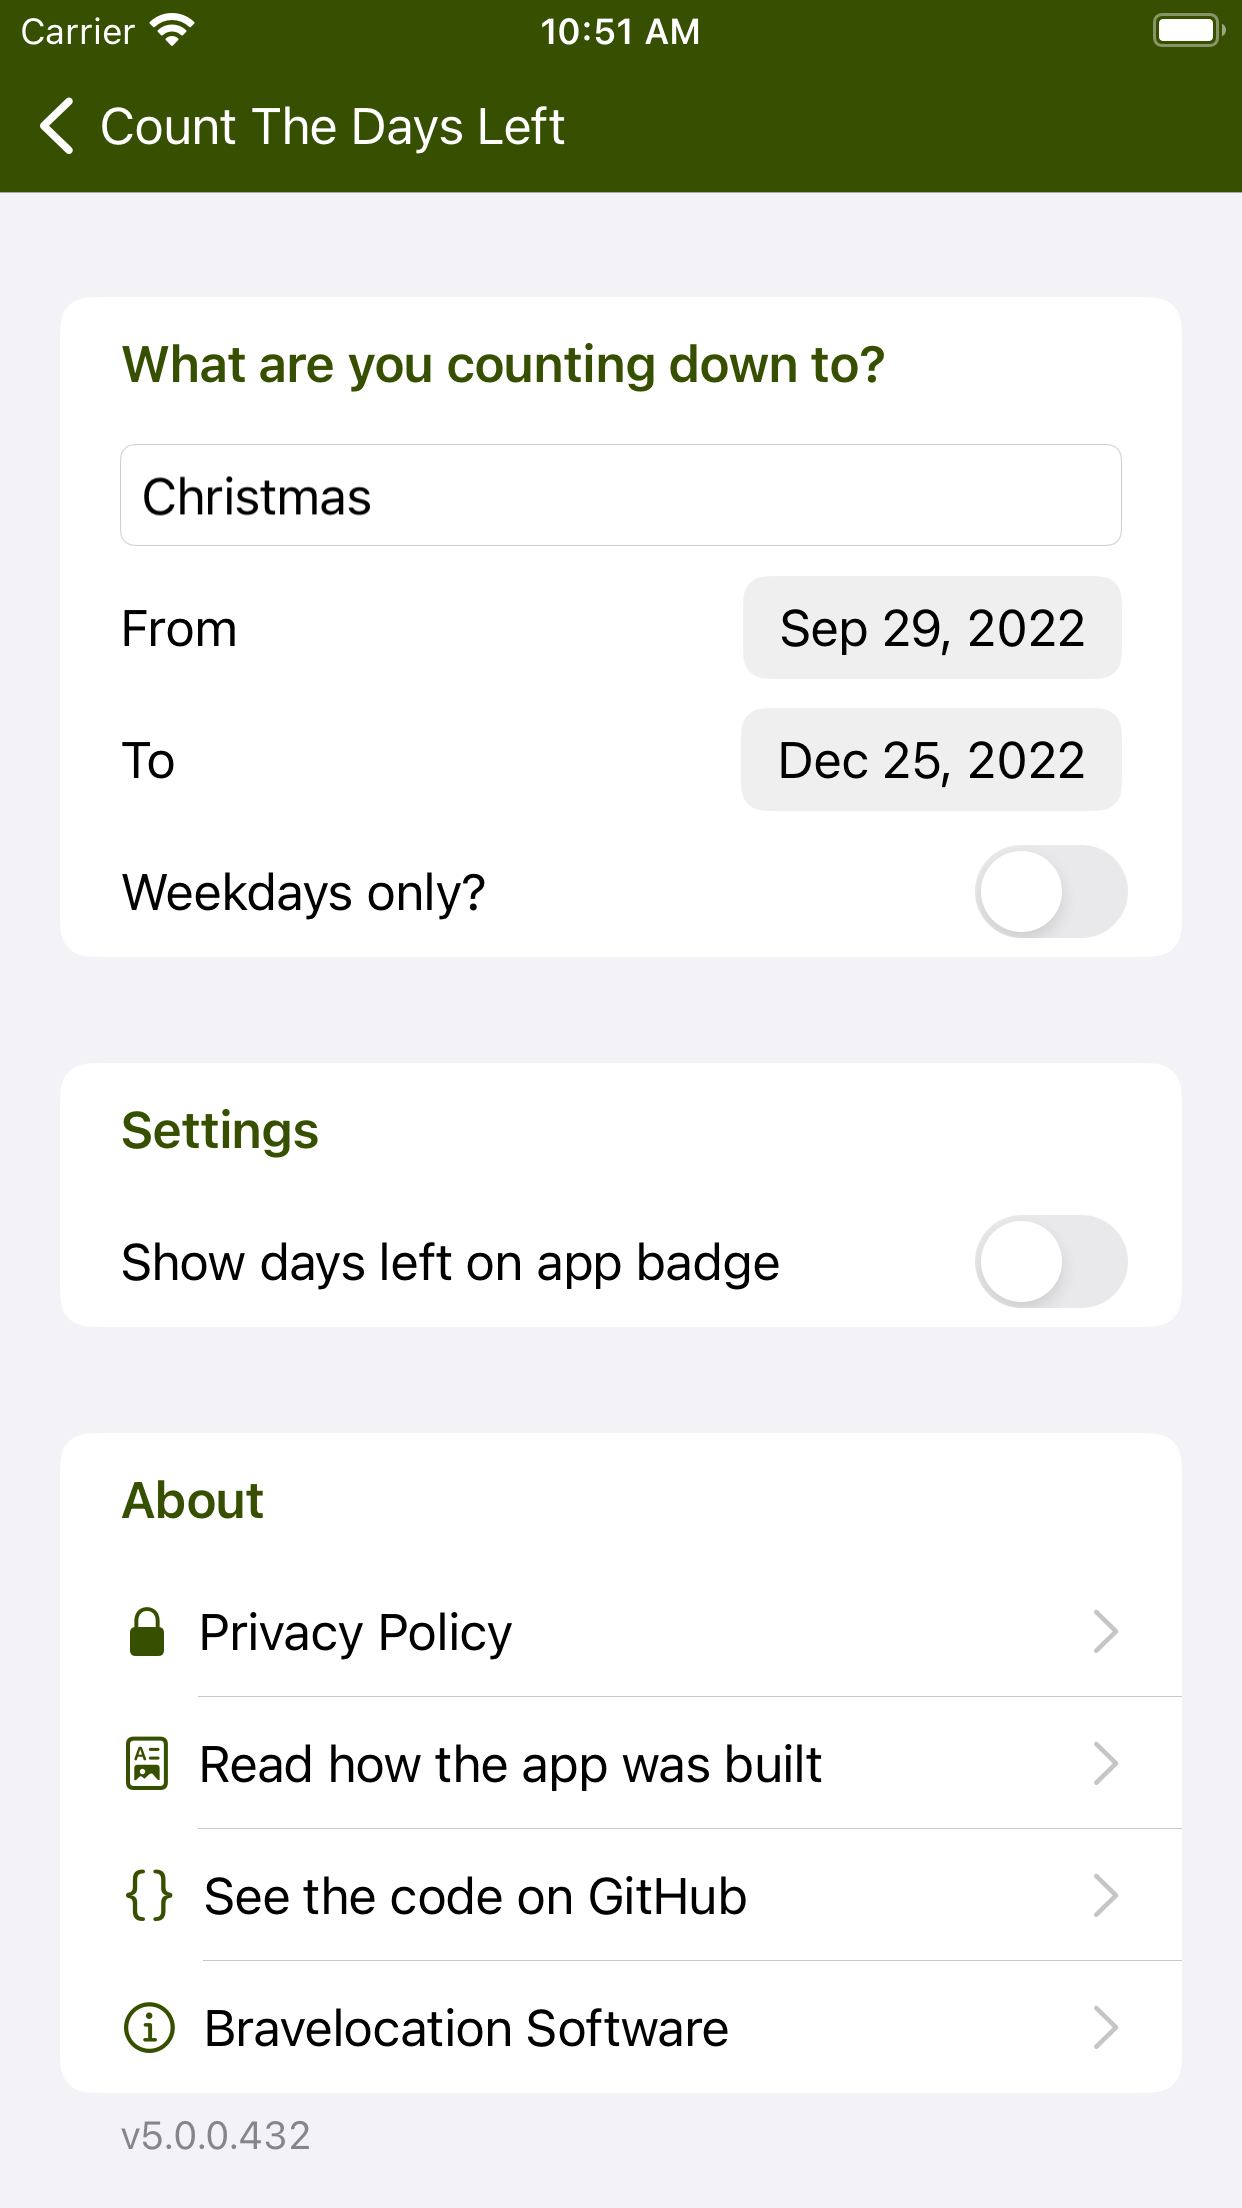 Carrier 10:51 AM
Count The Days Left
What are you counting down to?
Christmas
From Sep 29, 2022
To Dec 25, 2022
Weekdays only?
Settings
Show days left on app badge
About
Privacy Policy
Read how the app was built
See the code on GitHub
Bravelocation Software
v5.0.0.432